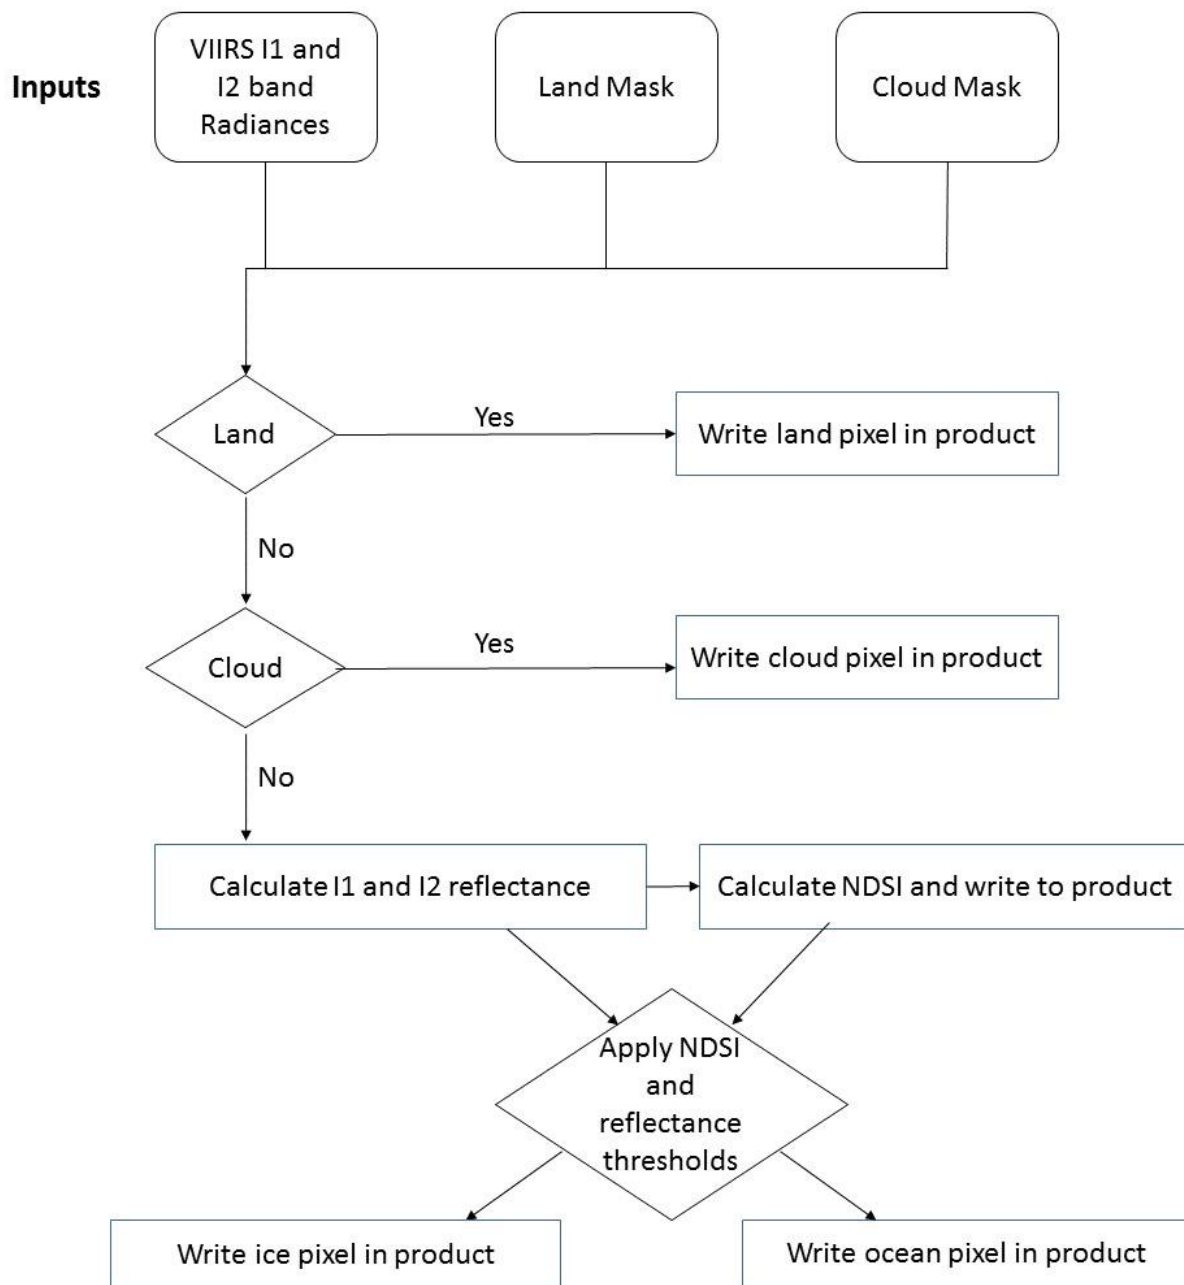 Inputs
VIIRS I1 and
I2 band
Radiances
Land Mask
Cloud Mask
Land
Yes
Write land pixel in product
No
Cloud
Yes
Write cloud pixel in product
No
Calculate I1 and I2 reflectance
Calculate NDSI and write to product
Apply NDSI
and
reflectance
thresholds
Write ice pixel in product
Write ocean pixel in product